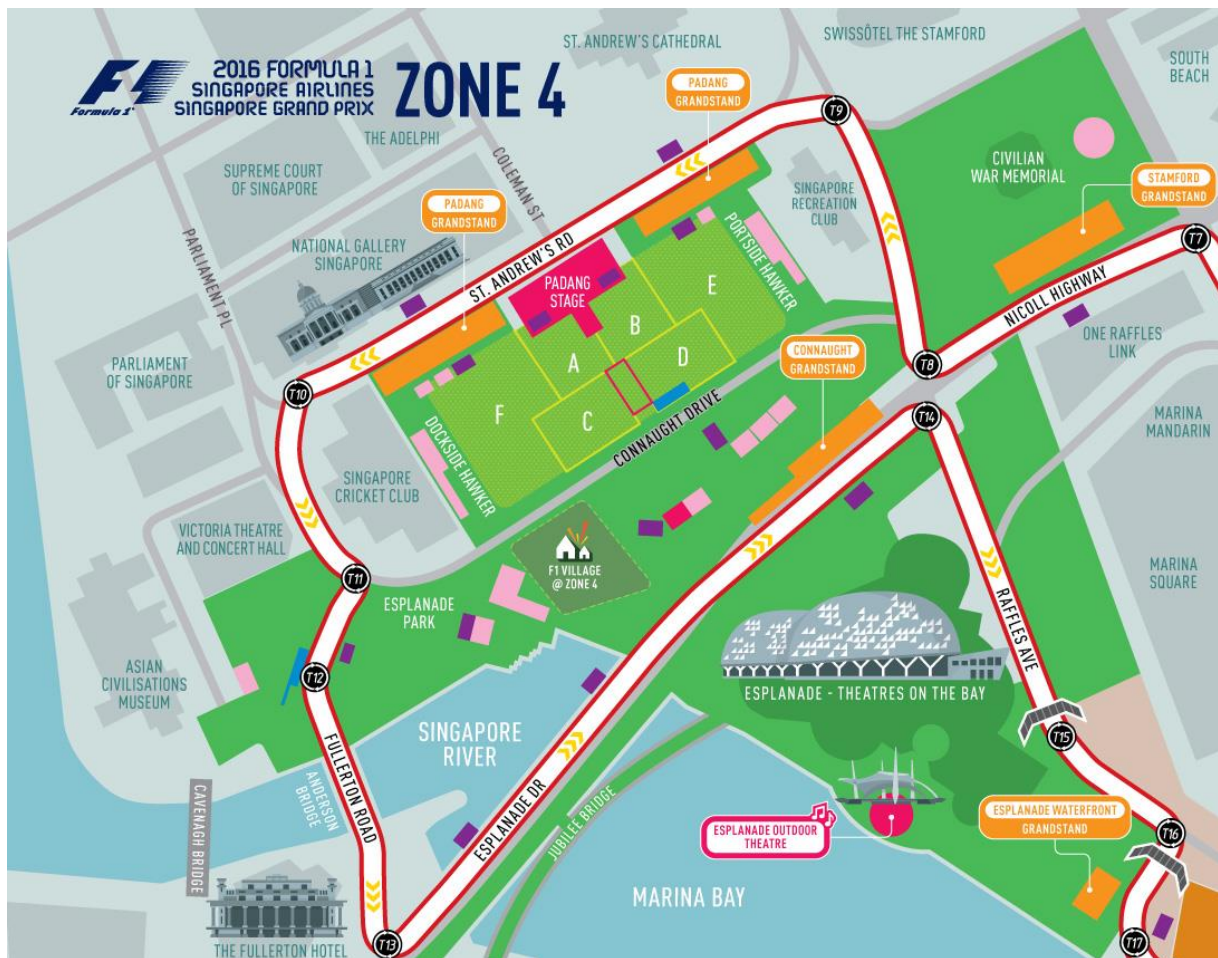 Formula 1
2016 FORMULA 1
SINGAPORE AIRLINES
SINGAPORE GRAND PRIX
ZONE 4
ST. ANDREW'S CATHEDRAL
SWISSÔTEL THE STAMFORD
SOUTH
BEACH
PADANG
GRANDSTAND
T9
THE ADELPHI
COLEMAN ST
SUPREME COURT
OF SINGAPORE
CIVILIAN
WAR MEMORIAL
SINGAPORE
RECREATION
CLUB
STAMFORD
GRANDSTAND
PADANG
GRANDSTAND
PARLIAMENT PL
NATIONAL GALLERY
SINGAPORE
ST. ANDREW'S RD
PORTSIDE HAWKER
T7
PADANG
STAGE
E
B
NICOLL HIGHWAY
ONE RAFFLES
LINK
PARLIAMENT
OF SINGAPORE
A
D
CONNAUGHT
GRANDSTAND
T8
T10
F
C
CONNAUGHT DRIVE
T14
MARINA
MANDARIN
DOCKSIDE HAWKER
SINGAPORE
CRICKET CLUB
VICTORIA THEATRE
AND CONCERT HALL
F1 VILLAGE
@ ZONE 4
T11
MARINA
SQUARE
ESPLANADE
PARK
RAFFLES AVE
ASIAN
CIVILISATIONS
MUSEUM
T12
ESPLANADE - THEATRES ON THE BAY
SINGAPORE
RIVER
T15
FULLERTON ROAD
ANDERSON
BRIDGE
CAVENAGH BRIDGE
ESPLANADE DR
JUBILEE BRIDGE
ESPLANADE OUTDOOR
THEATRE
ESPLANADE WATERFRONT
GRANDSTAND
T16
MARINA BAY
THE FULLERTON HOTEL
T13
T17